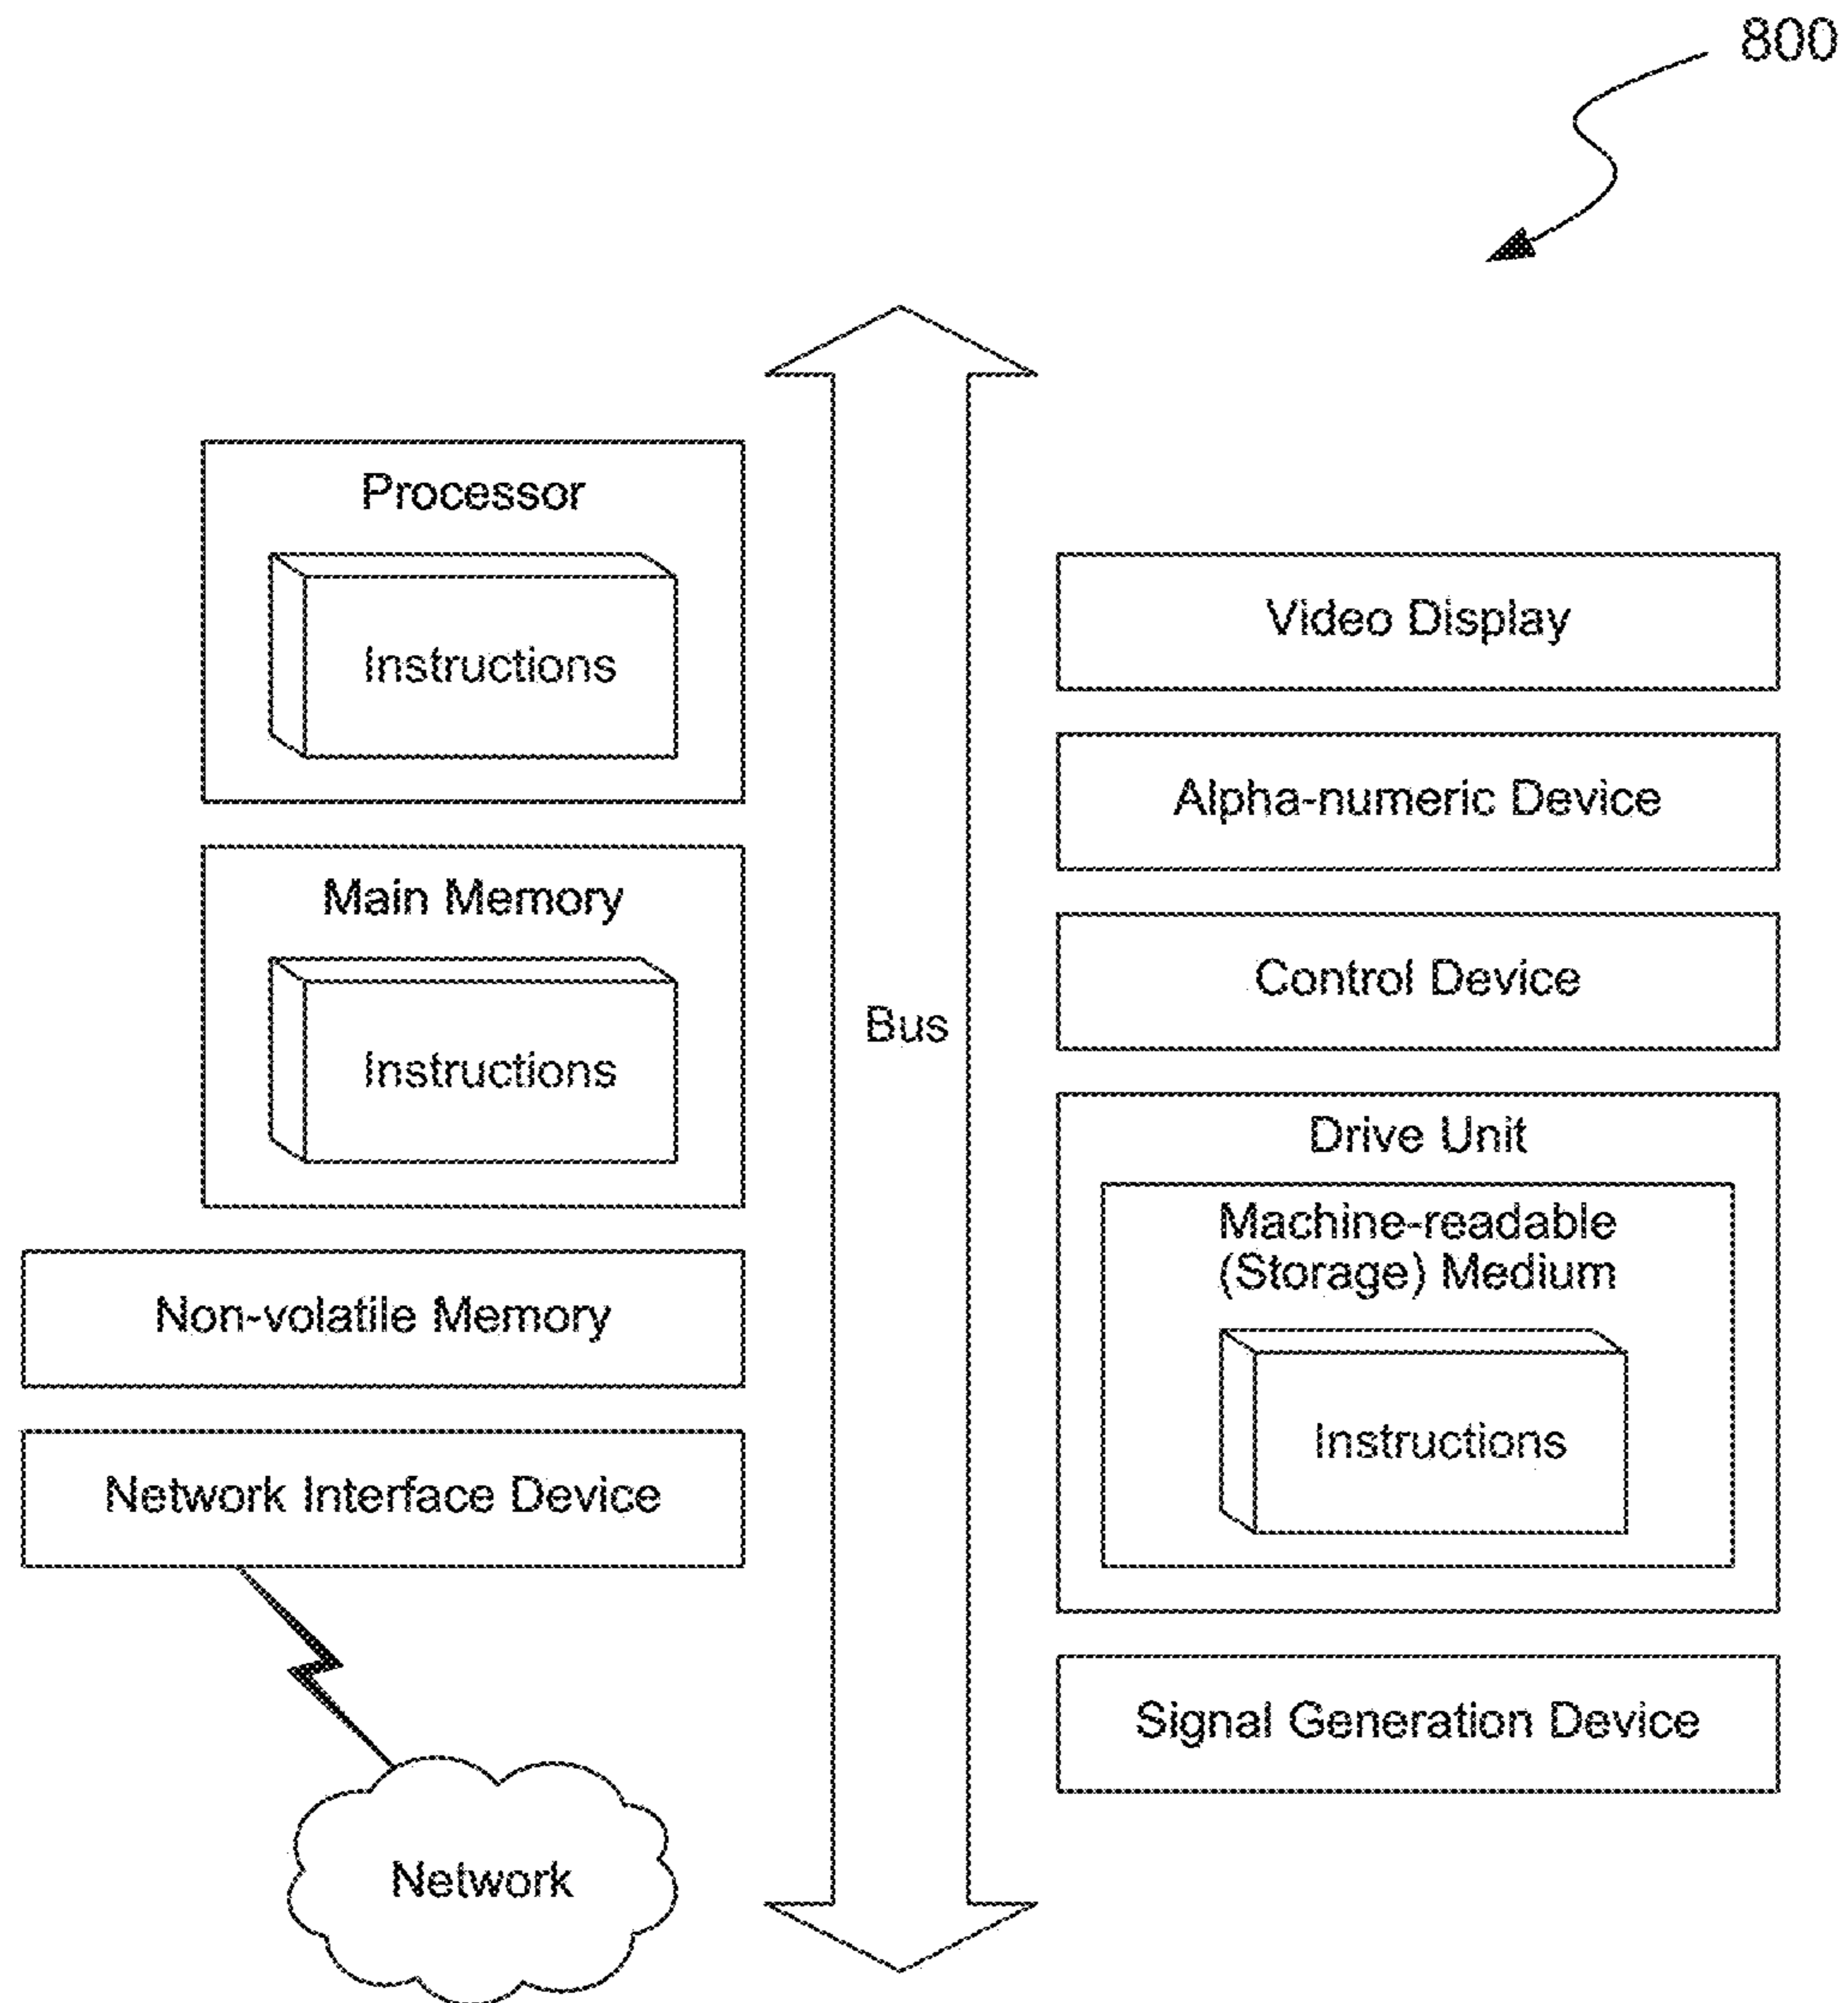 800
Processor
Instructions
Main Memory
Instructions
Non-volatile Memory
Network Interface Device
Network
Bus
Video Display
Alpha-numeric Device
Control Device
Drive Unit
Machine-readable
(Storage) Medium
Instructions
Signal Generation Device